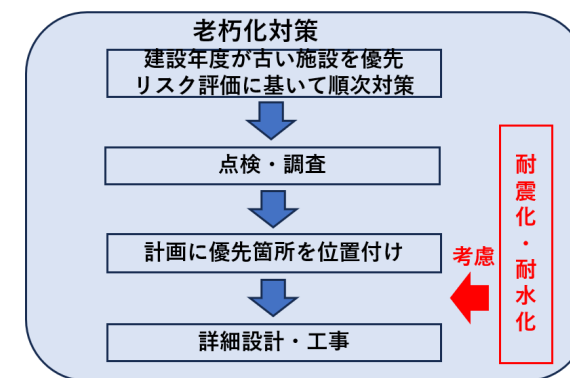 老朽化対策
建設年度が古い施設を優先
リスク評価に基いて順次対策
点検・調査
計画に優先箇所を位置付け
考慮
耐震化・耐水化
詳細設計・工事